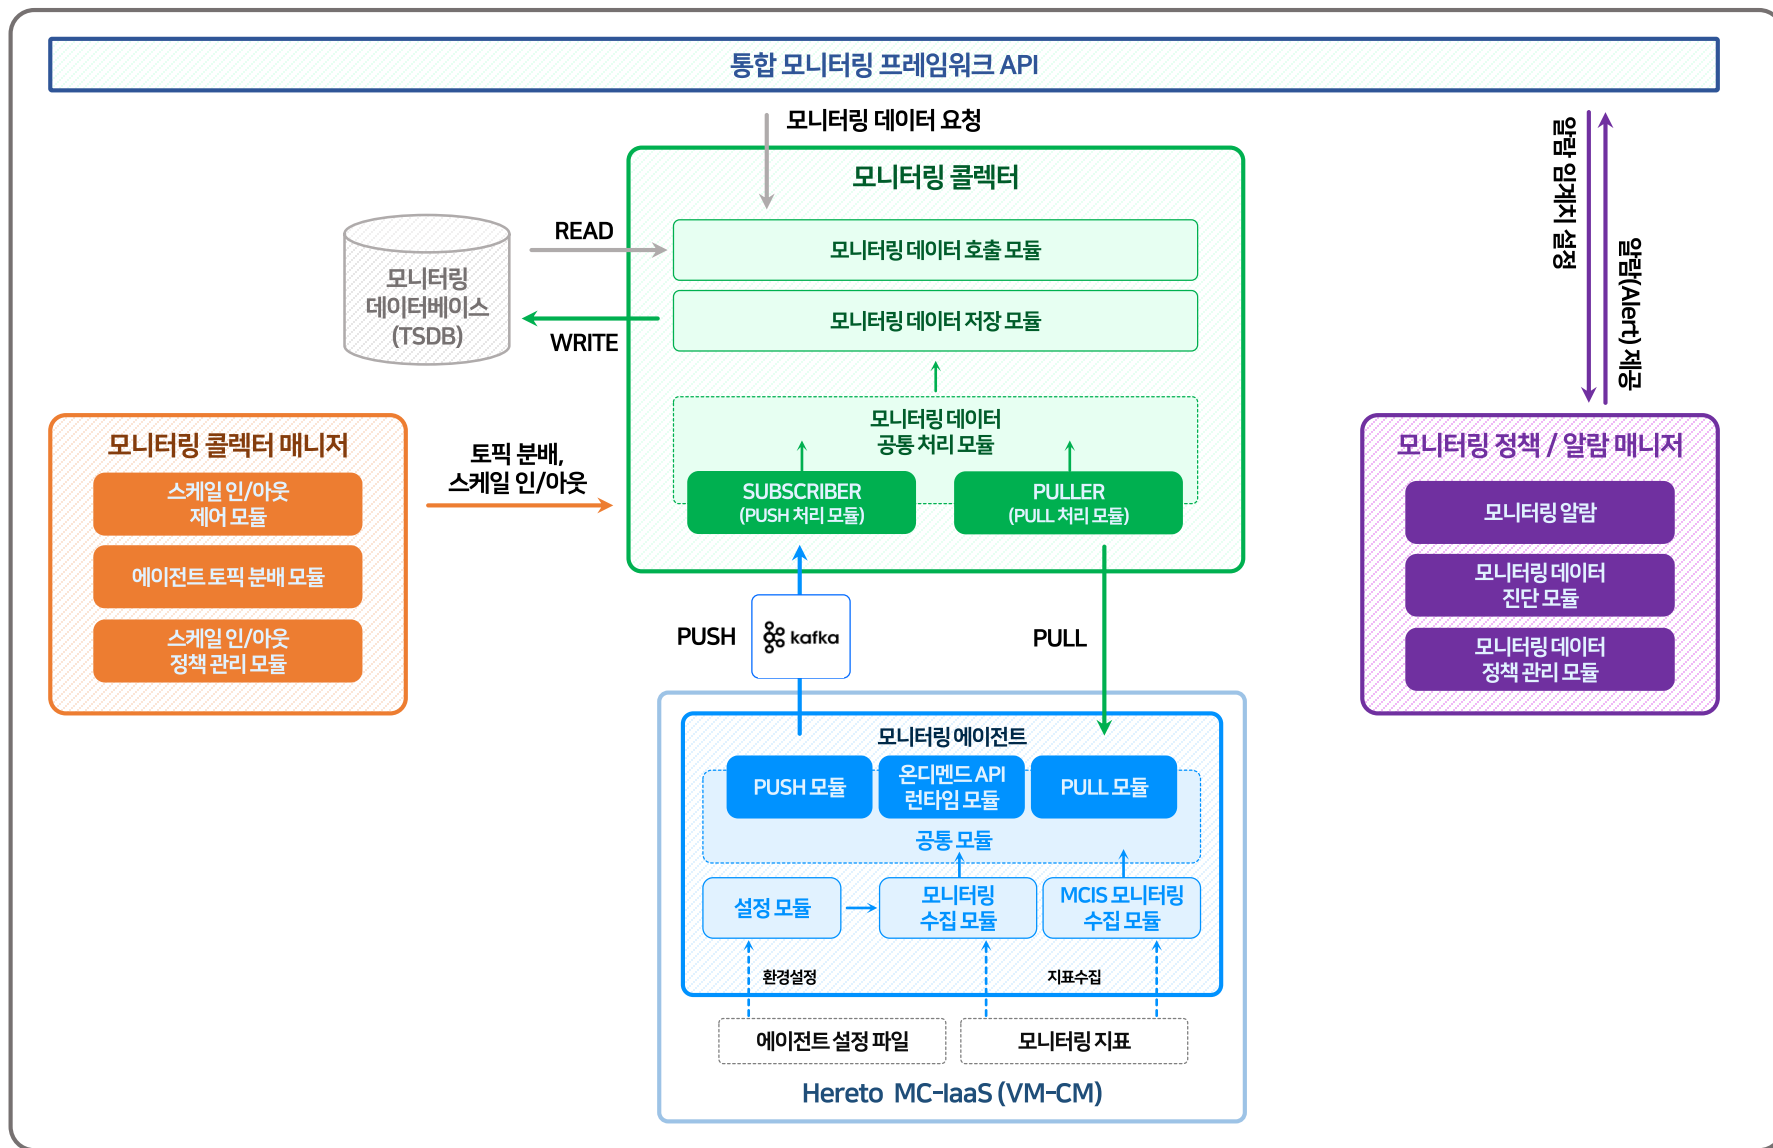 통합 모니터링 프레임워크 API
모니터링 데이터 요청
모니터링 콜렉터
모니터링 데이터 호출 모듈
모니터링 데이터 저장 모듈
READ
WRITE
모니터링
데이터베이스
(TSDB)
모니터링 데이터
공통 처리 모듈
SUBSCRIBER
(PUSH 처리 모듈)
PULLER
(PULL 처리 모듈)
모니터링 콜렉터 매니저
스케일 인/아웃
제어 모듈
에이전트 토픽 분배 모듈
스케일 인/아웃
정책 관리 모듈
토픽 분배,
스케일 인/아웃
알람 임계치 설정
알람(Alert) 제공
모니터링 정책 / 알람 매니저
모니터링 알람
모니터링 데이터
진단 모듈
모니터링 데이터
정책 관리 모듈
PUSH
kafka
PULL
모니터링 에이전트
PUSH 모듈
온디멘드 API
런타임 모듈
PULL 모듈
공통 모듈
설정 모듈
모니터링
수집 모듈
MCIS 모니터링
수집 모듈
환경설정
지표수집
에이전트 설정 파일
모니터링 지표
Hereto MC-IaaS (VM-CM)